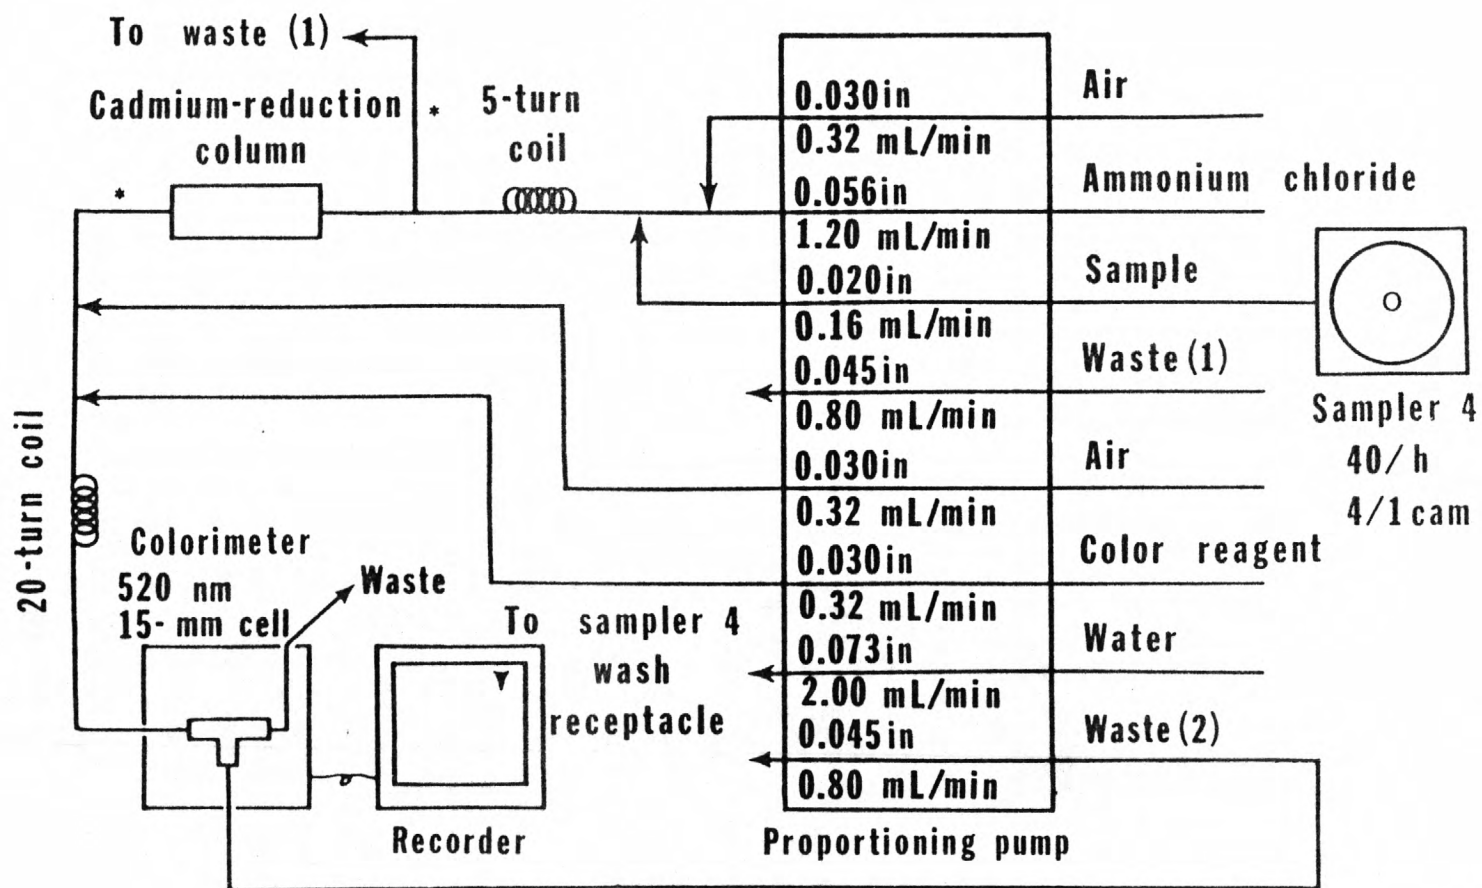 To waste (1)
Cadmium-reduction
column
*
*
5-turn
coil
20-turn coil
Colorimeter
520 nm
15- mm cell
Waste
Recorder
To sampler 4
wash
receptacle
0.030in
0.32 mL/min
0.056in
1.20 mL/min
0.020in
0.16 mL/min
0.045in
0.80 mL/min
0.030in
0.32 mL/min
0.030in
0.32 mL/min
0.073in
2.00 mL/min
0.045in
0.80 mL/min
Proportioning pump
Air
Ammonium chloride
Sample
Waste (1)
Air
Color reagent
Water
Waste (2)
Sampler 4
40/ h
4/1 cam